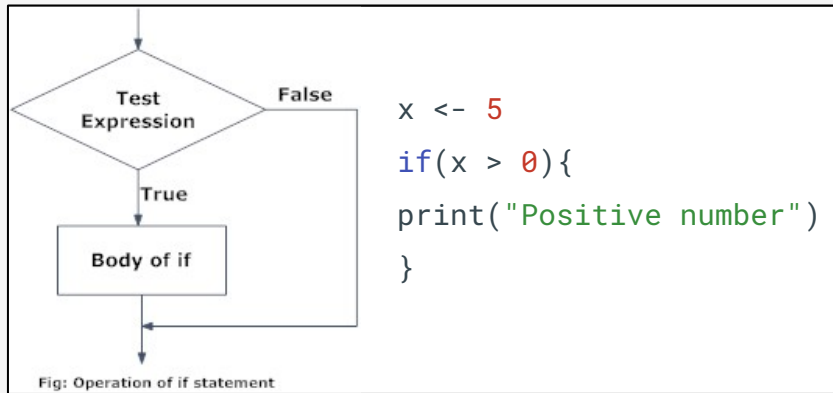 Test
Expression
False
True
Body of if
Fig: Operation of if statement
x <- 5
if(x > 0){
print("Positive number")
}